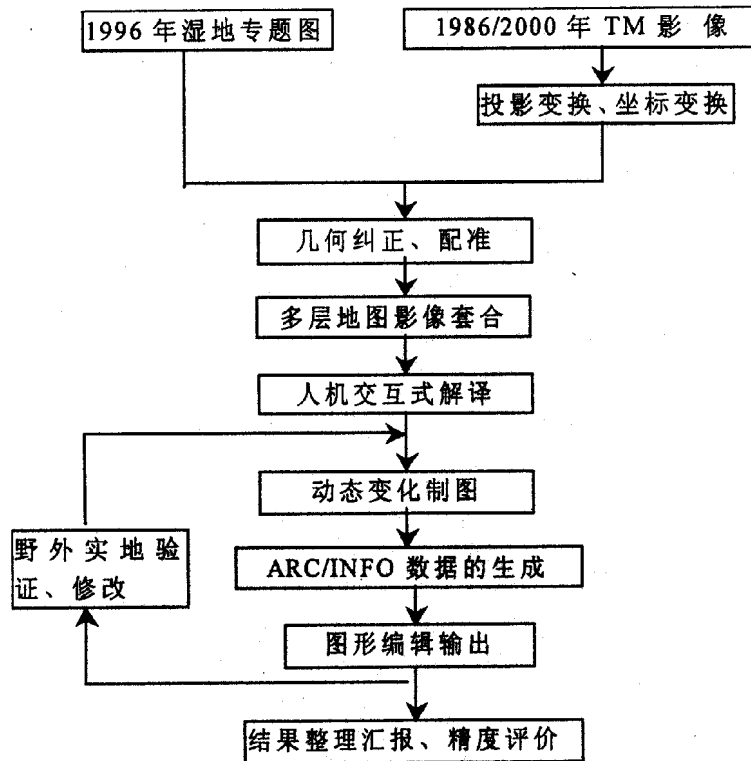 1996 年湿地专题图
1986/2000 年 TM 影 像
投影变换、坐标变换
几何纠正、配准
多层地图影像套合
人机交互式解译
动态变化制图
野外实地验
证、修改
ARC/INFO 数据的生成
图形编辑输出
结果整理汇报、精度评价